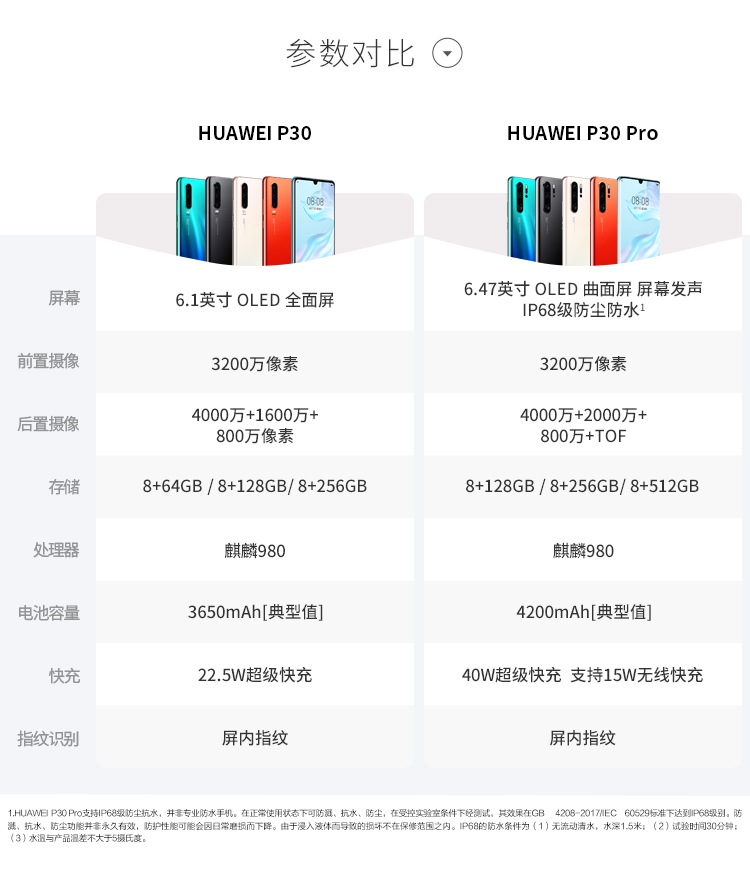 参数对比
HUAWEI P30
HUAWEI P30 Pro
08:08
08:08
屏幕
6.1英寸 OLED 全面屏
6.47英寸 OLED 曲面屏 屏幕发声
IP68级防尘防水1
前置摄像
3200万像素
3200万像素
后置摄像
4000万+1600万+
800万像素
4000万+2000万+
800万+TOF
存储
8+64GB / 8+128GB/ 8+256GB
8+128GB / 8+256GB/ 8+512GB
处理器
麒麟980
麒麟980
电池容量
3650mAh[典型值]
4200mAh[典型值]
快充
22.5W超级快充
40W超级快充 支持15W无线快充
指纹识别
屏内指纹
屏内指纹
1.HUAWEI P30 Pro支持IP68级防尘抗水，并非专业防水手机。在正常使用状态下可防溅、抗水、防尘，在受控实验室条件下经测试，其效果在GB 4208-2017/IEC 60529标准下达到IP68级别。防
溅、抗水、防尘功能并非永久有效，防护性能可能会因日常磨损而下降。由于浸入液体而导致的损坏不在保修范围之内。IP68的防水条件为（1）无流动清水，水深1.5米；（2）试验时间30分钟；
（3）水温与产品温差不大于5摄氏度。